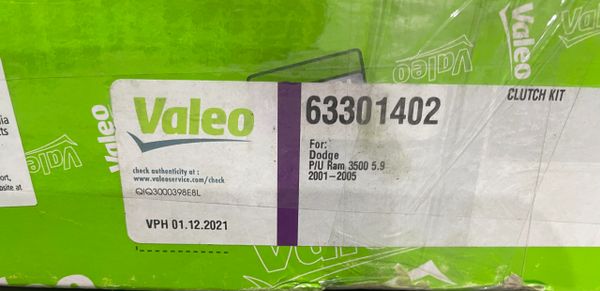 Valeo
63301402
CLUTCH KIT
For:
Dodge
P/U Ram 3500 5.9
2001-2005
check authenticity at :
www.valeoservice.com/check
QIQ3000398E8L
VPH 01.12.2021
Valeo
Valeo
Valeo
Valeo
Valeo